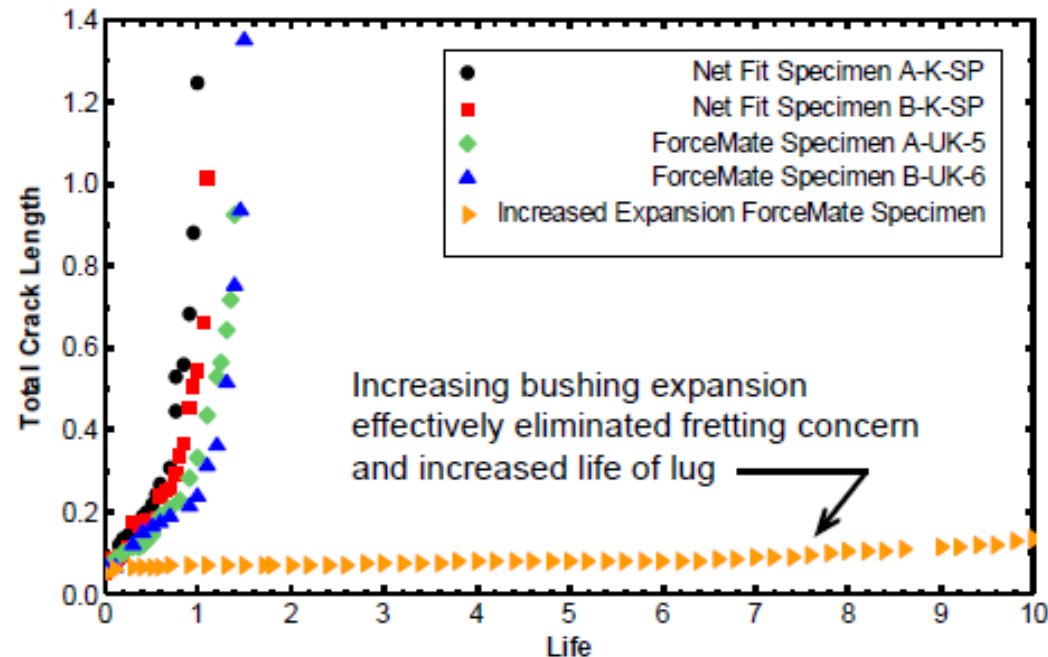 1.4
1.2
1.0
0.8
0.6
0.4
0.2
0.0
Total Crack Length
Net Fit Specimen A-K-SP
Net Fit Specimen B-K-SP
ForceMate Specimen A-UK-5
ForceMate Specimen B-UK-6
Increased Expansion ForceMate Specimen
Increasing bushing expansion
effectively eliminated fretting concern
and increased life of lug
0 1 2 3 4 5 6 7 8 9 10
Life